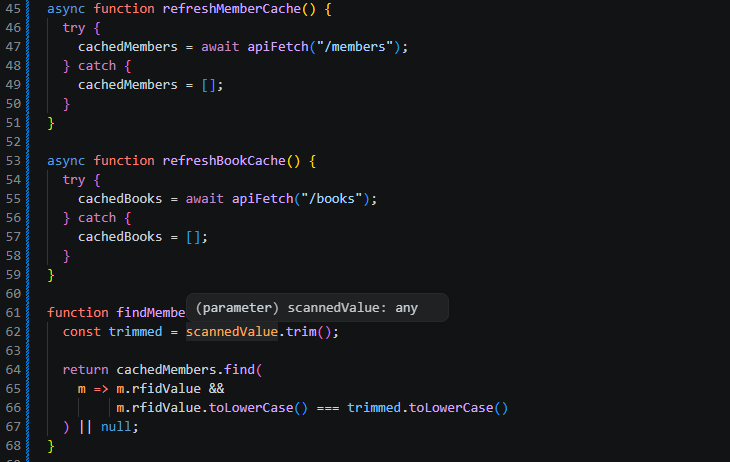 45 async function refreshMemberCache() {
46   try {
47     cachedMembers = await apiFetch("/members");
48   } catch {
49     cachedMembers = [];
50   }
51 }
52
53 async function refreshBookCache() {
54   try {
55     cachedBooks = await apiFetch("/books");
56   } catch {
57     cachedBooks = [];
58   }
59 }
60
(parameter) scannedValue: any
61 function findMembe
62   const trimmed = scannedValue.trim();
63
64   return cachedMembers.find(
65     m => m.rfidValue &&
66          m.rfidValue.toLowerCase() === trimmed.toLowerCase()
67   ) || null;
68 }